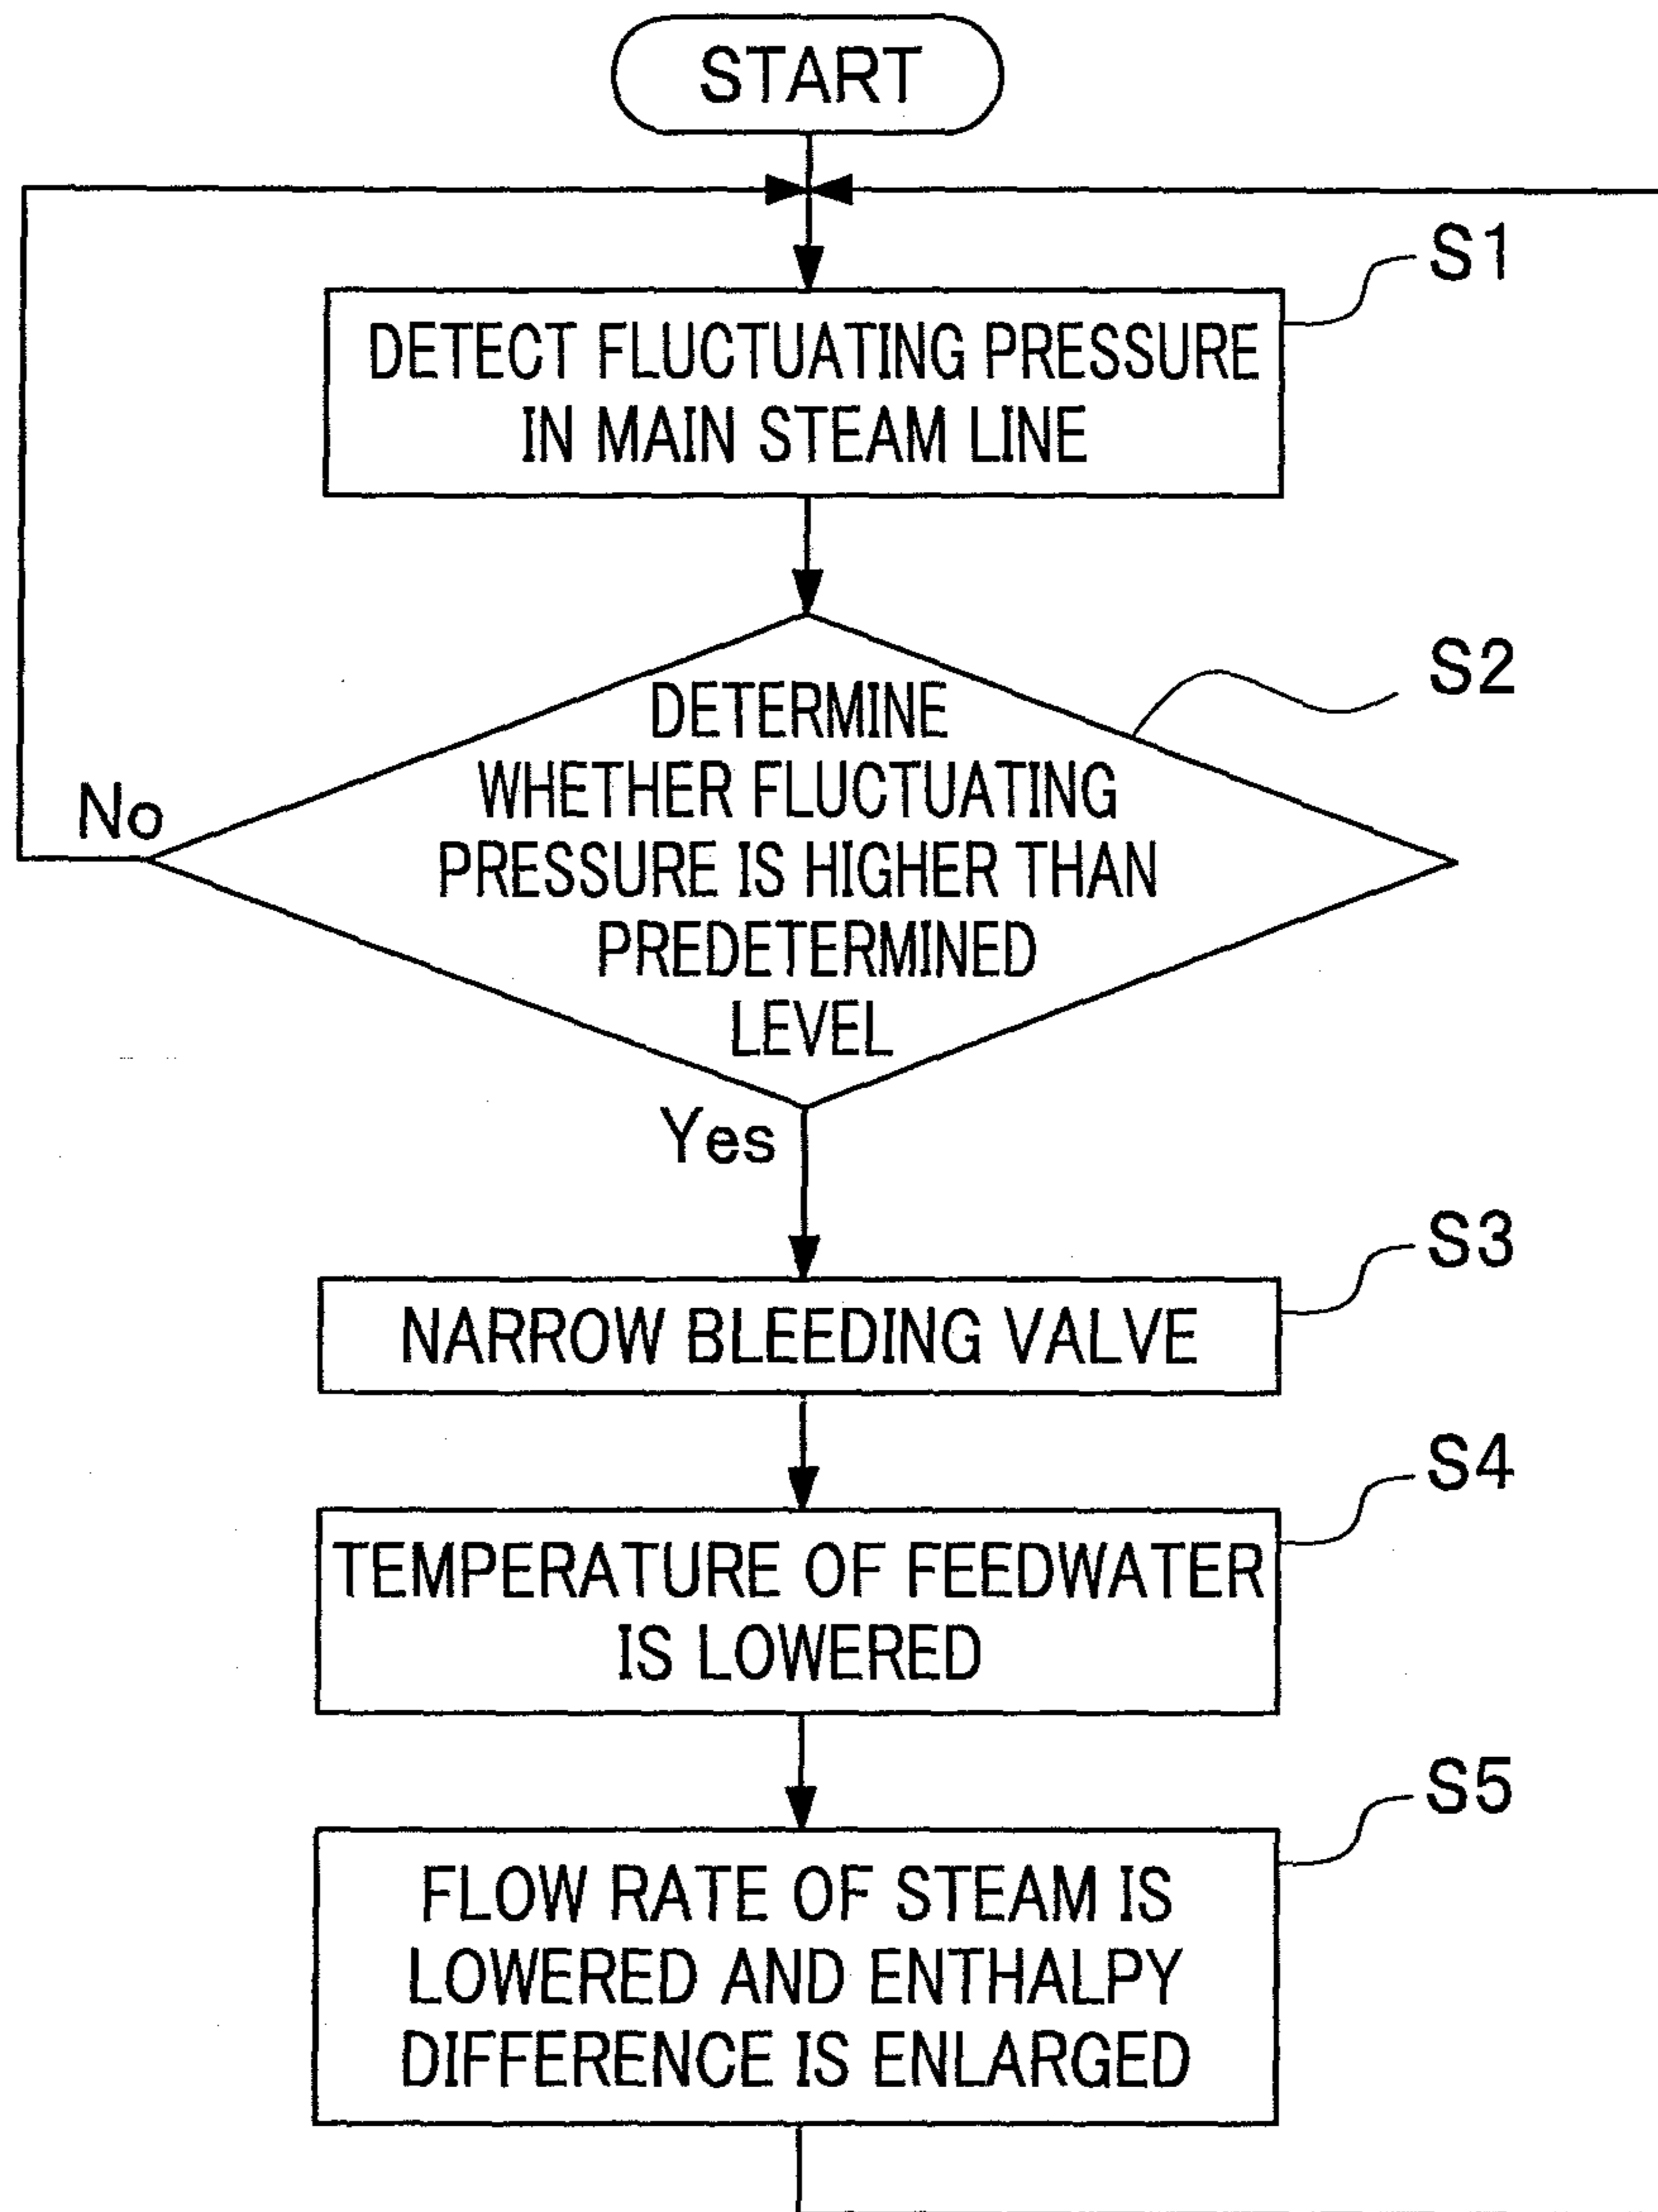 START
S1
DETECT FLUCTUATING PRESSURE
IN MAIN STEAM LINE
S2
DETERMINE
WHETHER FLUCTUATING
PRESSURE IS HIGHER THAN
PREDETERMINED
LEVEL
No
Yes
S3
NARROW BLEEDING VALVE
S4
TEMPERATURE OF FEEDWATER
IS LOWERED
S5
FLOW RATE OF STEAM IS
LOWERED AND ENTHALPY
DIFFERENCE IS ENLARGED